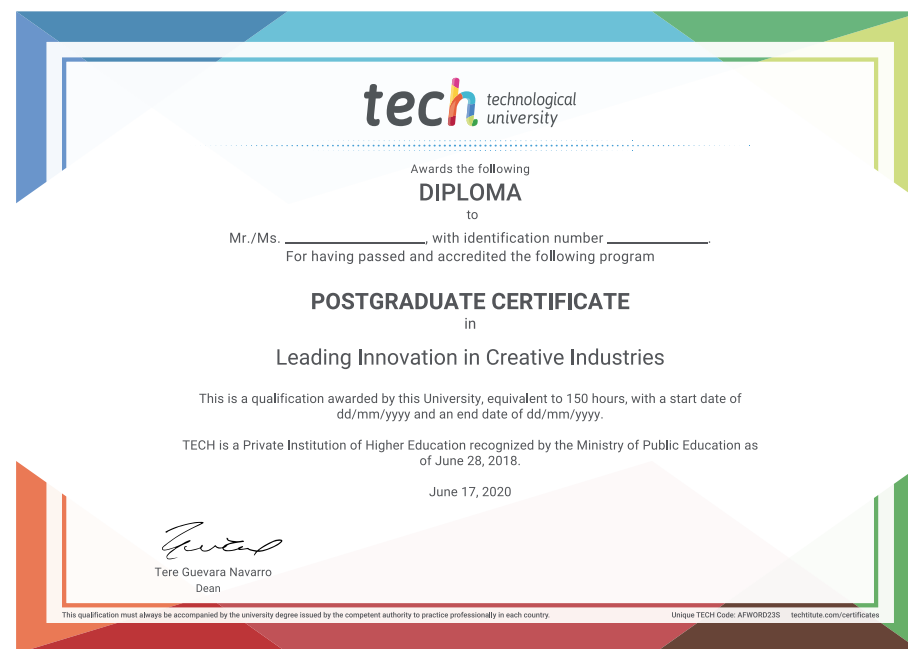 tech technological
university
Awards the following
DIPLOMA
to
Mr./Ms. ____________________, with identification number ______________.
For having passed and accredited the following program
POSTGRADUATE CERTIFICATE
in
Leading Innovation in Creative Industries
This is a qualification awarded by this University, equivalent to 150 hours, with a start date of
dd/mm/yyyy and an end date of dd/mm/yyyy.
TECH is a Private Institution of Higher Education recognized by the Ministry of Public Education as
of June 28, 2018.
June 17, 2020
Tere Guevara Navarro
Dean
This qualification must always be accompanied by the university degree issued by the competent authority to practice professionally in each country. Unique TECH Code: AFWORD23S techtitute.com/certificates